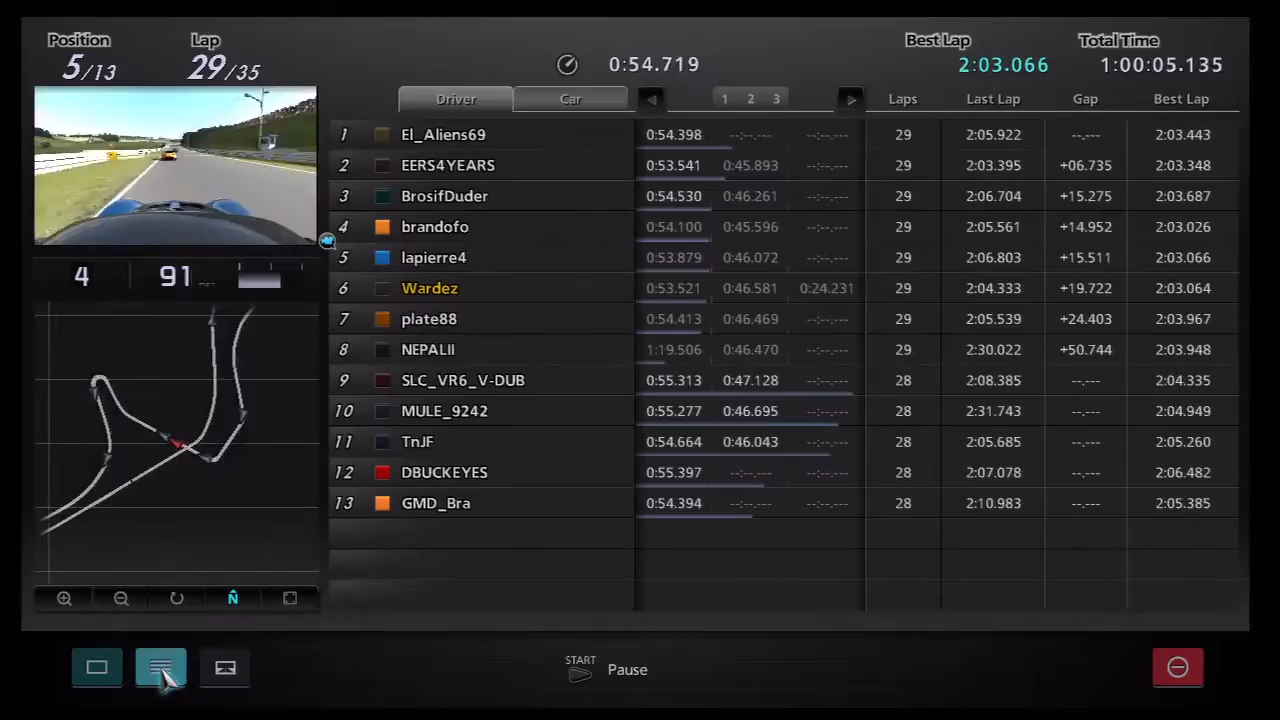 Position Lap Best Lap Total Time
5/13 29/35 0:54.719 2:03.066 1:00:05.135
Driver Car 1 2 3 Laps Last Lap Gap Best Lap
1 El_Aliens69 0:54.398 --:--.--- --:--.--- 29 2:05.922 --.--- 2:03.443
2 EERS4YEARS 0:53.541 0:45.893 --:--.--- 29 2:03.395 +06.735 2:03.348
3 BrosifDuder 0:54.530 0:46.261 --:--.--- 29 2:06.704 +15.275 2:03.687
4 brandofo 0:54.100 0:45.596 --:--.--- 29 2:05.561 +14.952 2:03.026
5 lapierre4 0:53.879 0:46.072 --:--.--- 29 2:06.803 +15.511 2:03.066
6 Wardez 0:53.521 0:46.581 0:24.231 29 2:04.333 +19.722 2:03.064
7 plate88 0:54.413 0:46.469 --:--.--- 29 2:05.539 +24.403 2:03.967
8 NEPALII 1:19.506 0:46.470 --:--.--- 29 2:30.022 +50.744 2:03.948
9 SLC_VR6_V-DUB 0:55.313 0:47.128 --:--.--- 28 2:08.385 --.--- 2:04.335
10 MULE_9242 0:55.277 0:46.695 --:--.--- 28 2:31.743 --.--- 2:04.949
11 TnJF 0:54.664 0:46.043 --:--.--- 28 2:05.685 --.--- 2:05.260
12 DBUCKEYES 0:55.397 --:--.--- --:--.--- 28 2:07.078 --.--- 2:06.482
13 GMD_Bra 0:54.394 --:--.--- --:--.--- 28 2:10.983 --.--- 2:05.385
4 91
N
START Pause